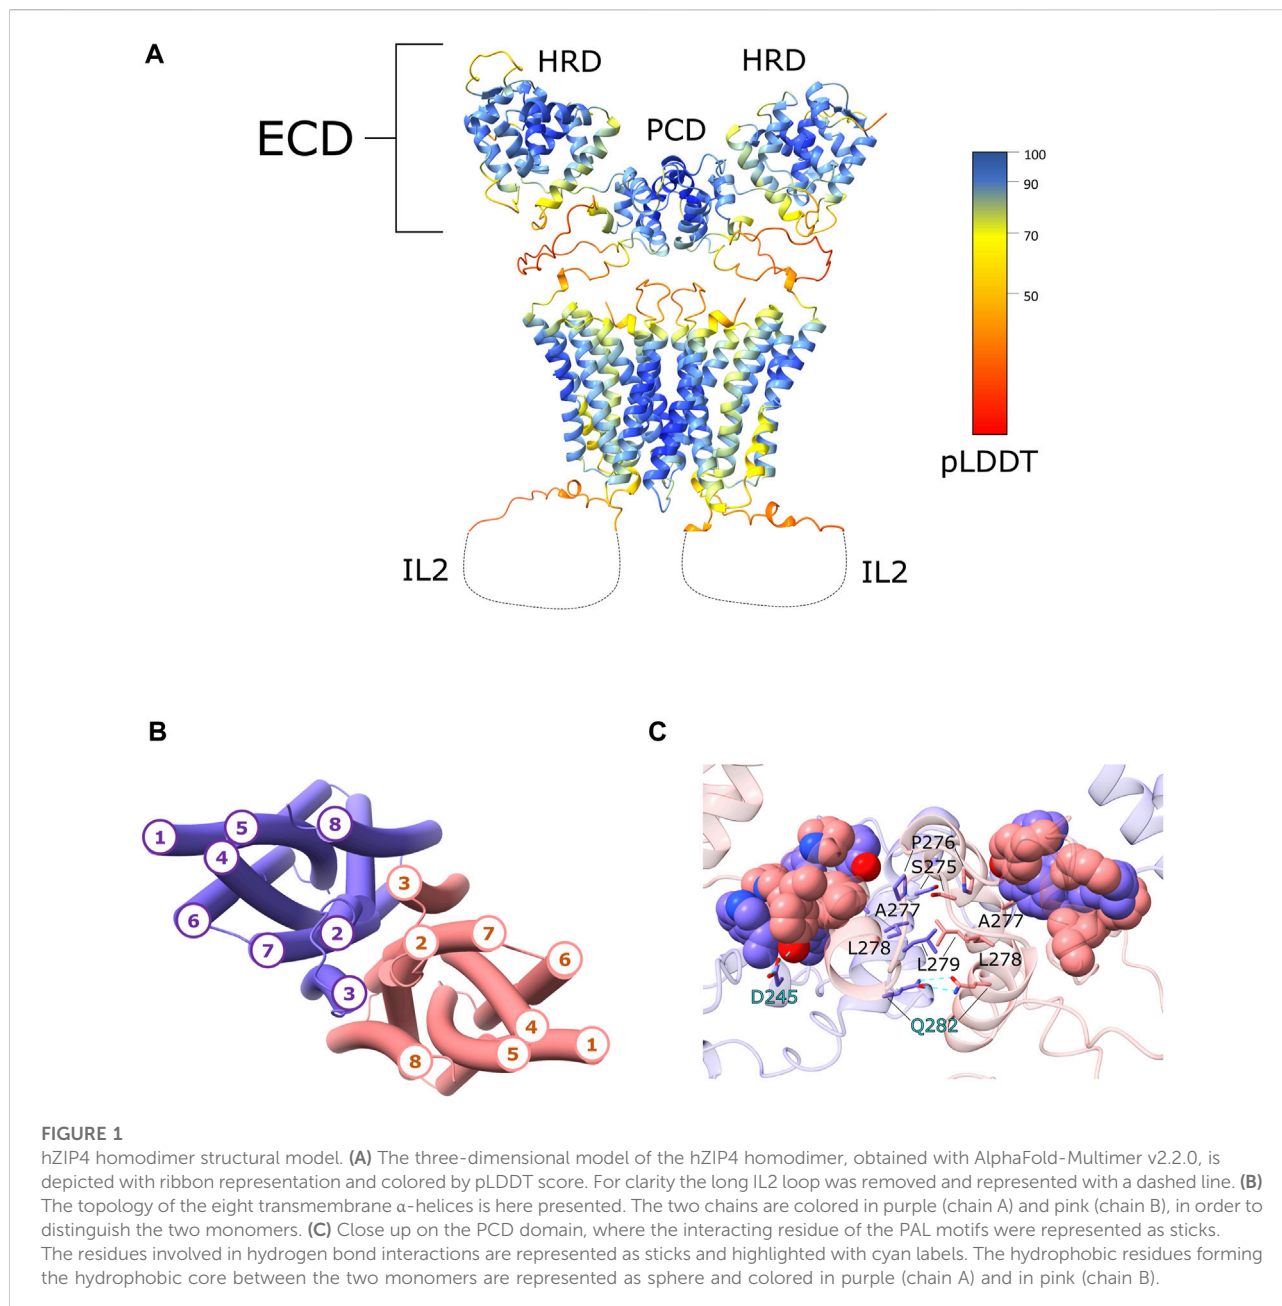 A
HRD
HRD
ECD
PCD
100
90
70
50
pLDDT
IL2
IL2
B
1
5
8
4
3
6
2
7
2
7
3
6
4
1
5
8
C
P276
S275
A277
A277
L278
L279
L278
D245
Q282
FIGURE 1
hZIP4 homodimer structural model. (A) The three-dimensional model of the hZIP4 homodimer, obtained with AlphaFold-Multimer v2.2.0, is
depicted with ribbon representation and colored by pLDDT score. For clarity the long IL2 loop was removed and represented with a dashed line. (B)
The topology of the eight transmembrane α-helices is here presented. The two chains are colored in purple (chain A) and pink (chain B), in order to
distinguish the two monomers. (C) Close up on the PCD domain, where the interacting residue of the PAL motifs were represented as sticks.
The residues involved in hydrogen bond interactions are represented as sticks and highlighted with cyan labels. The hydrophobic residues forming
the hydrophobic core between the two monomers are represented as sphere and colored in purple (chain A) and in pink (chain B).